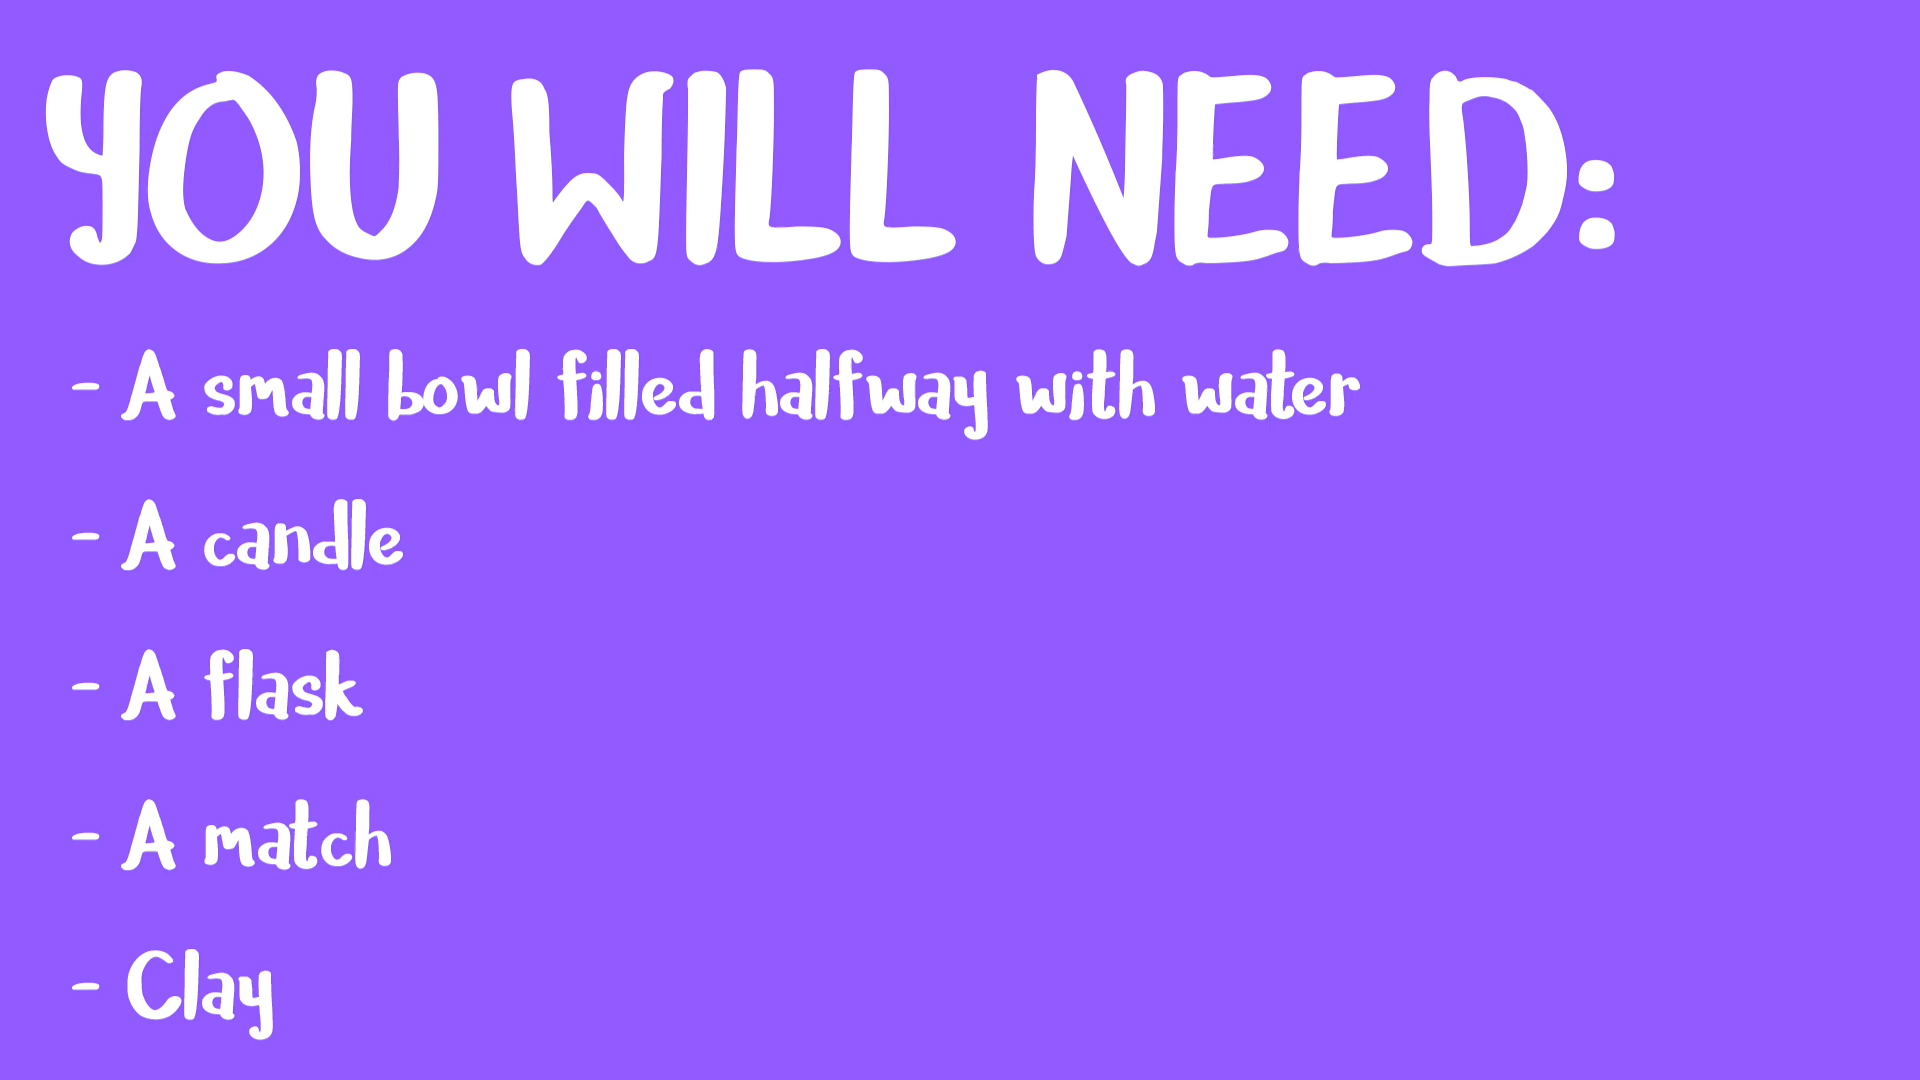 YOU WILL NEED:
- A small bowl filled halfway with water
- A candle
- A flask
- A match
- Clay